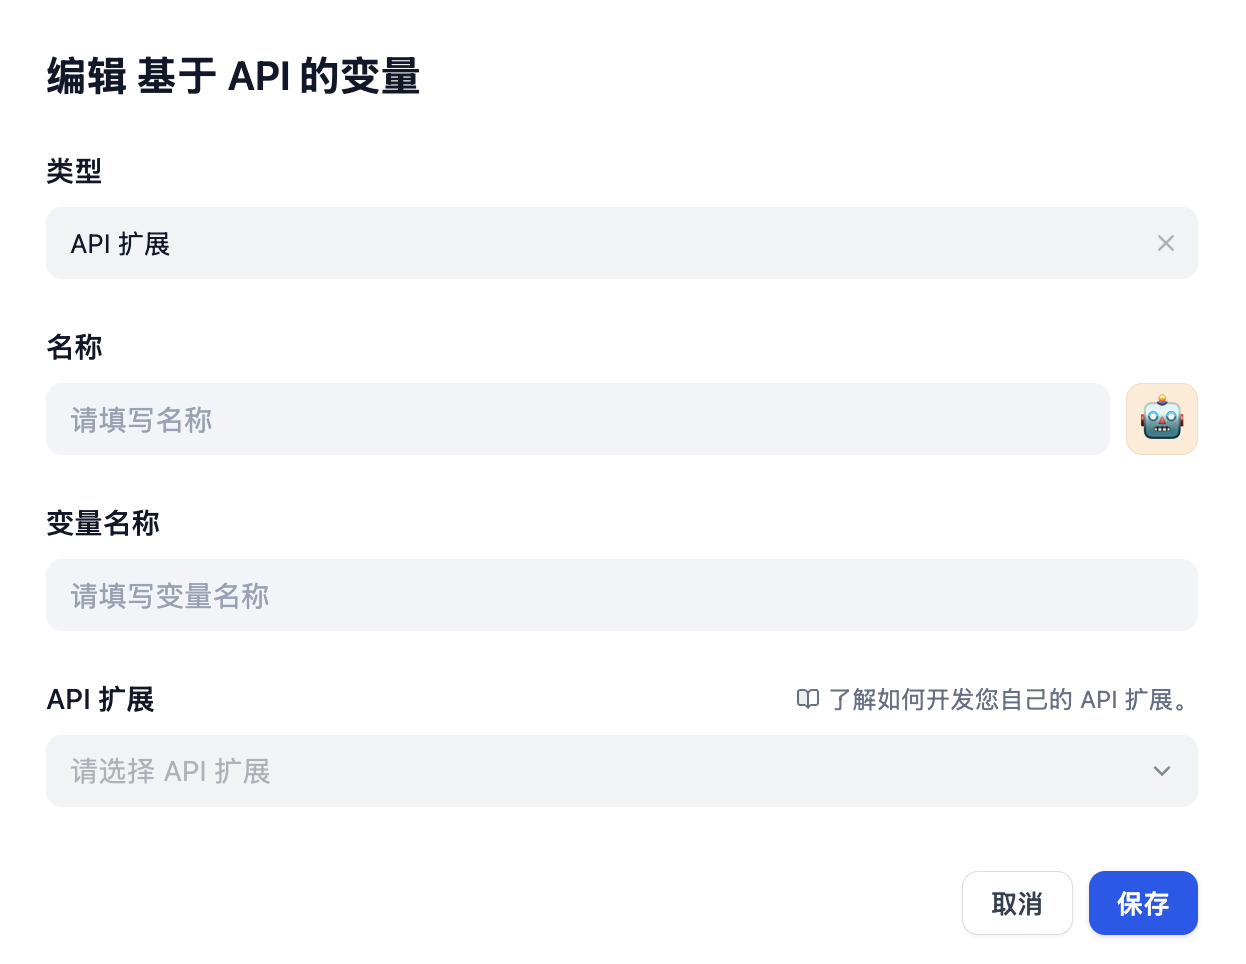 编辑 基于 API 的变量
类型
API 扩展
名称
请填写名称
变量名称
请填写变量名称
API 扩展
了解如何开发您自己的 API 扩展。
请选择 API 扩展
取消
保存